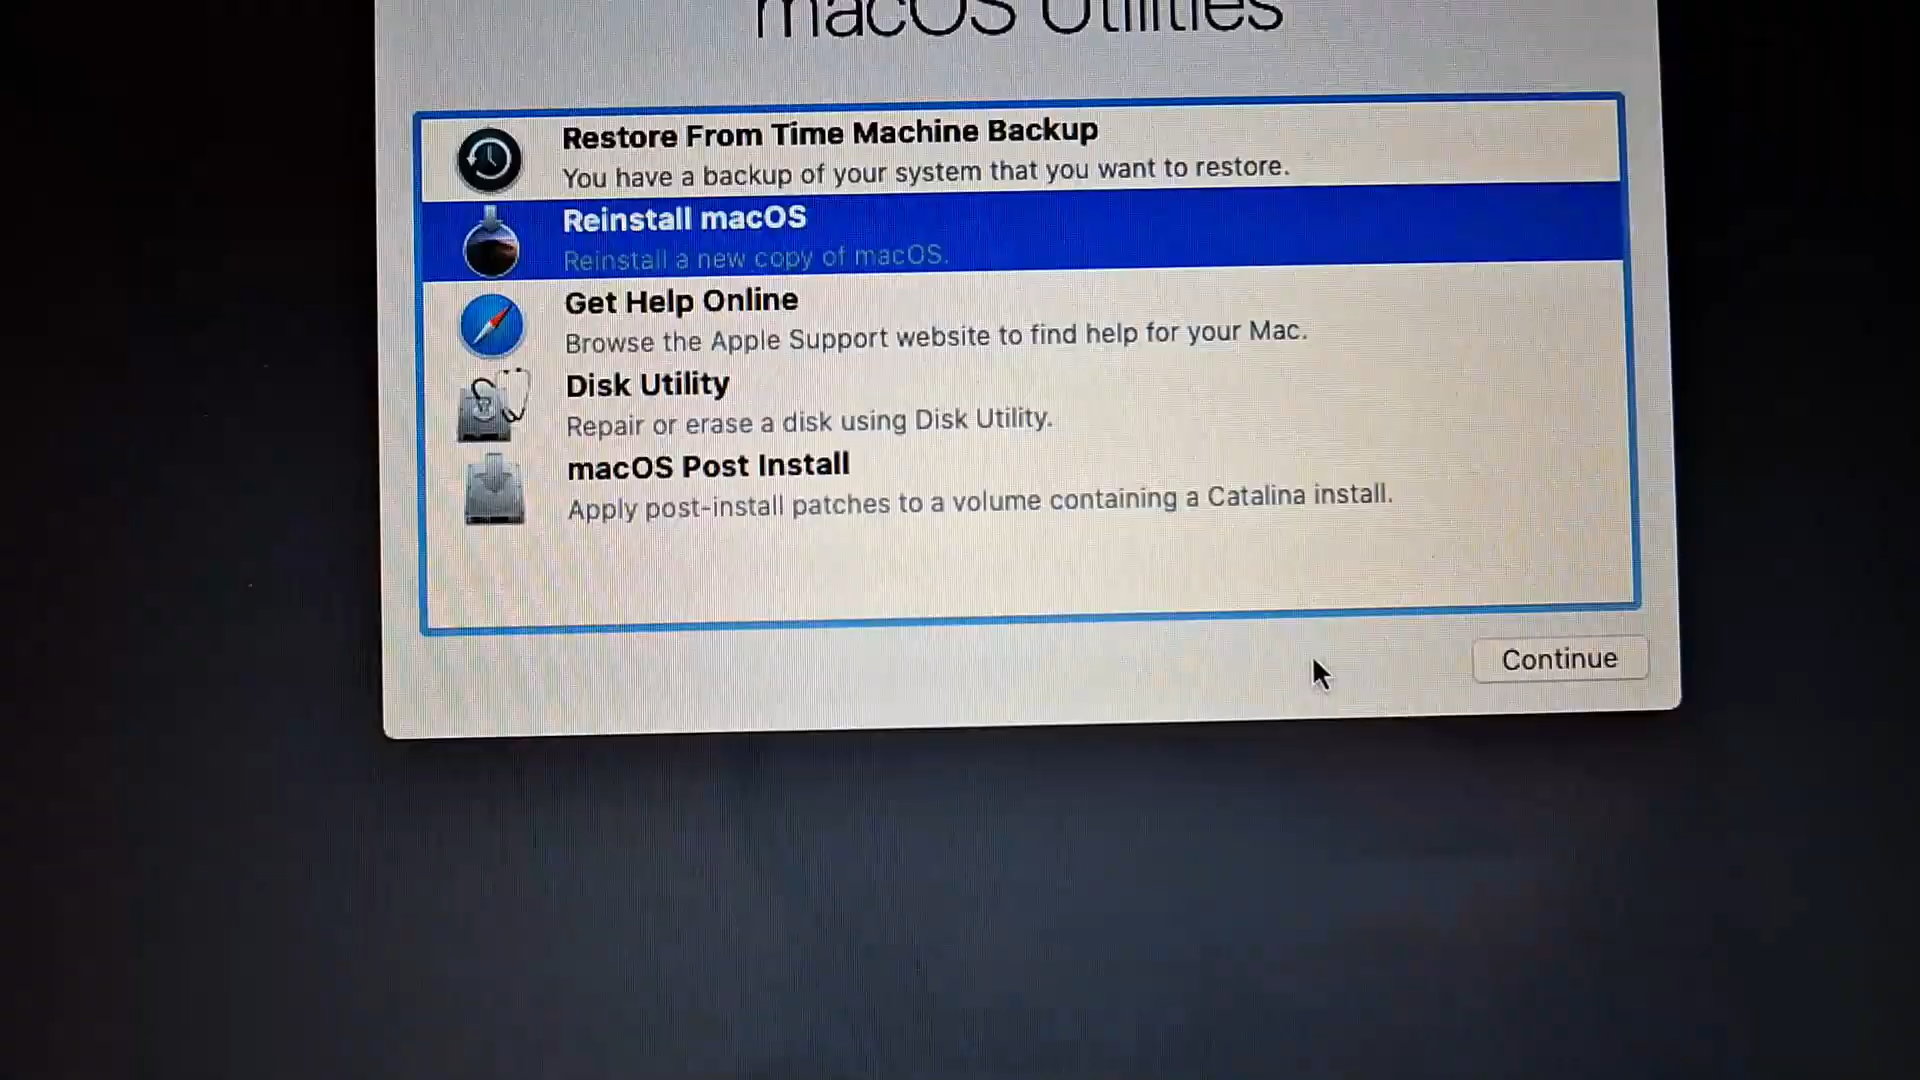 macOS Utilities
Restore From Time Machine Backup
You have a backup of your system that you want to restore.
Reinstall macOS
Reinstall a new copy of macOS.
Get Help Online
Browse the Apple Support website to find help for your Mac.
Disk Utility
Repair or erase a disk using Disk Utility.
macOS Post Install
Apply post-install patches to a volume containing a Catalina install.
Continue